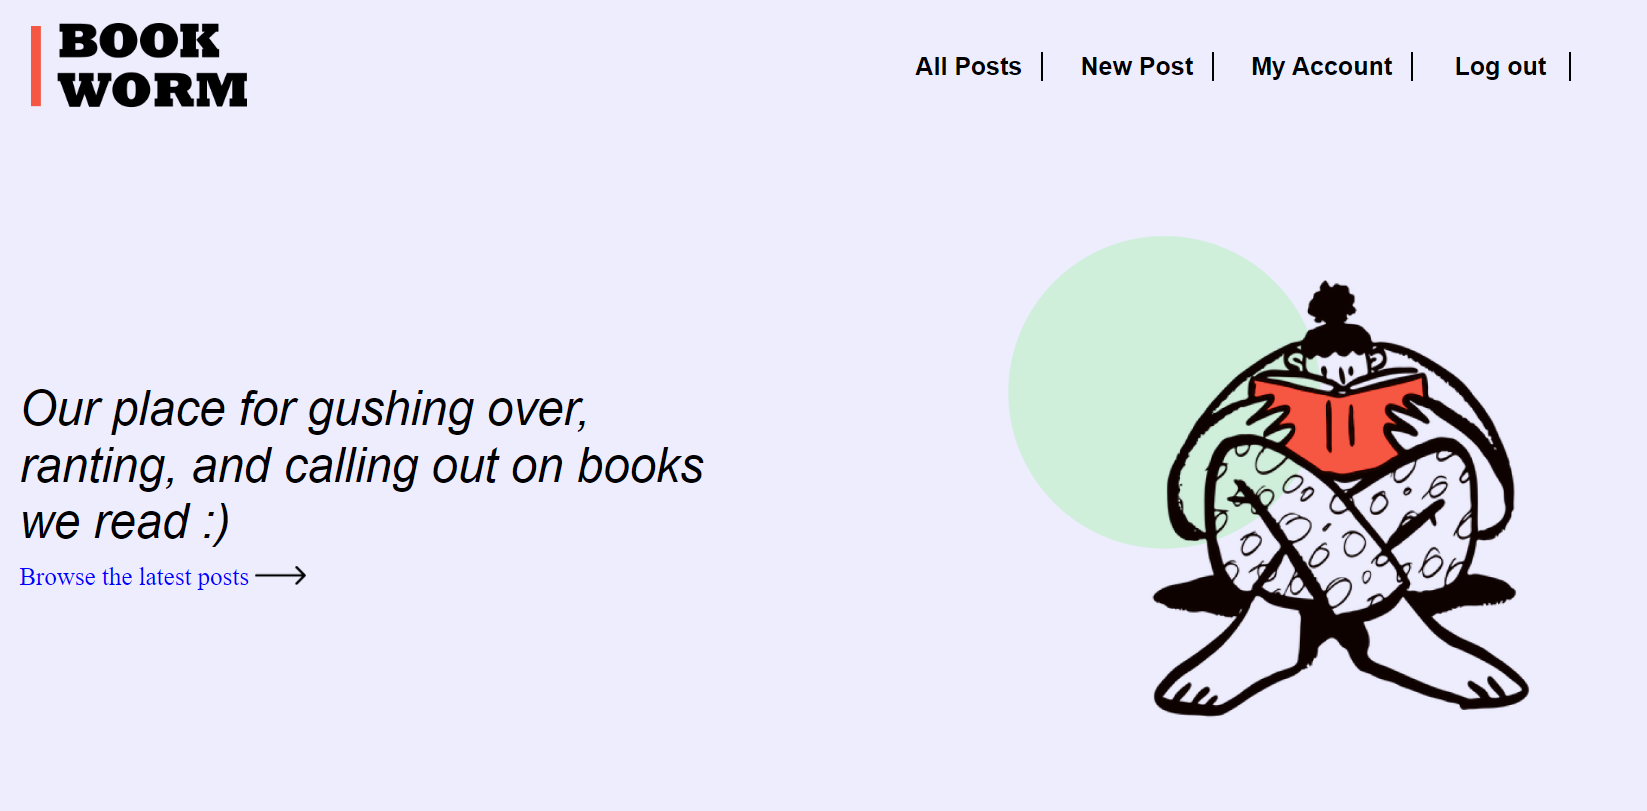 BOOK
WORM
All Posts
New Post
My Account
Log out
Our place for gushing over,
ranting, and calling out on books
we read :)
Browse the latest posts